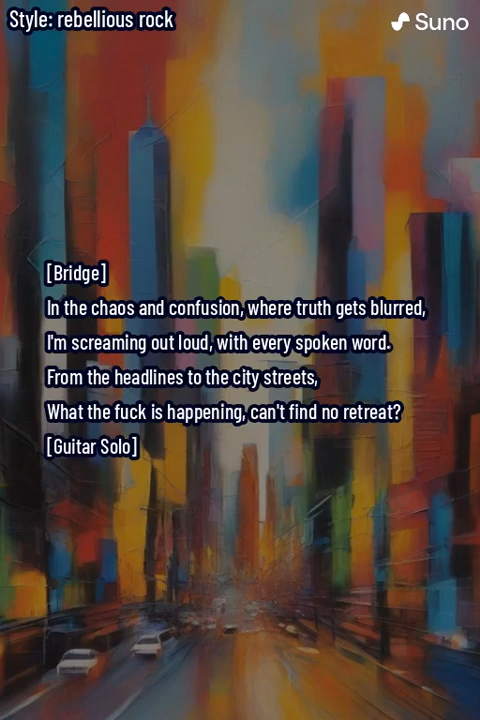 Style: rebellious rock
Suno
[Bridge]
In the chaos and confusion, where truth gets blurred,
I'm screaming out loud, with every spoken word.
From the headlines to the city streets,
What the fuck is happening, can't find no retreat?
[Guitar Solo]